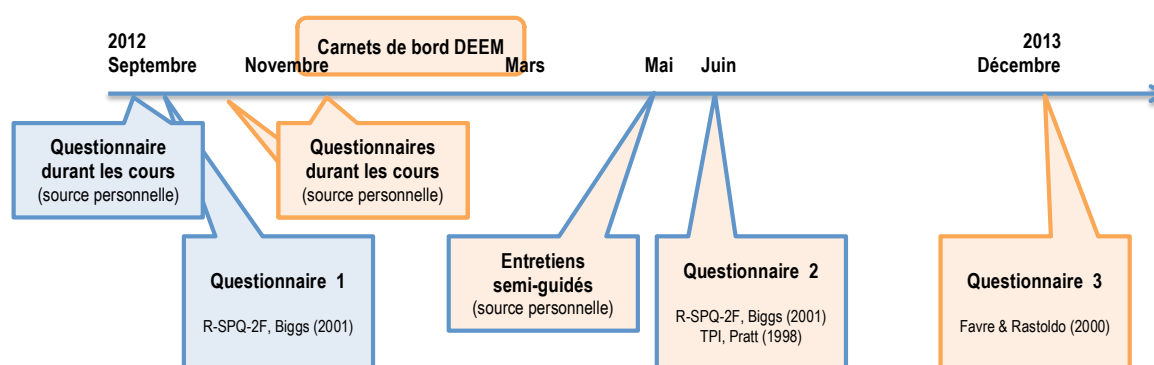 2012
Septembre
Novembre
Carnets de bord DEEM
Mars
Mai
Juin
2013
Décembre
Questionnaire
durant les cours
(source personnelle)
Questionnaires
durant les cours
(source personnelle)
Questionnaire 1
R-SPQ-2F, Biggs (2001)
Entretiens
semi-guidés
(source personnelle)
Questionnaire 2
R-SPQ-2F, Biggs (2001)
TPI, Pratt (1998)
Questionnaire 3
Favre & Rastoldo (2000)